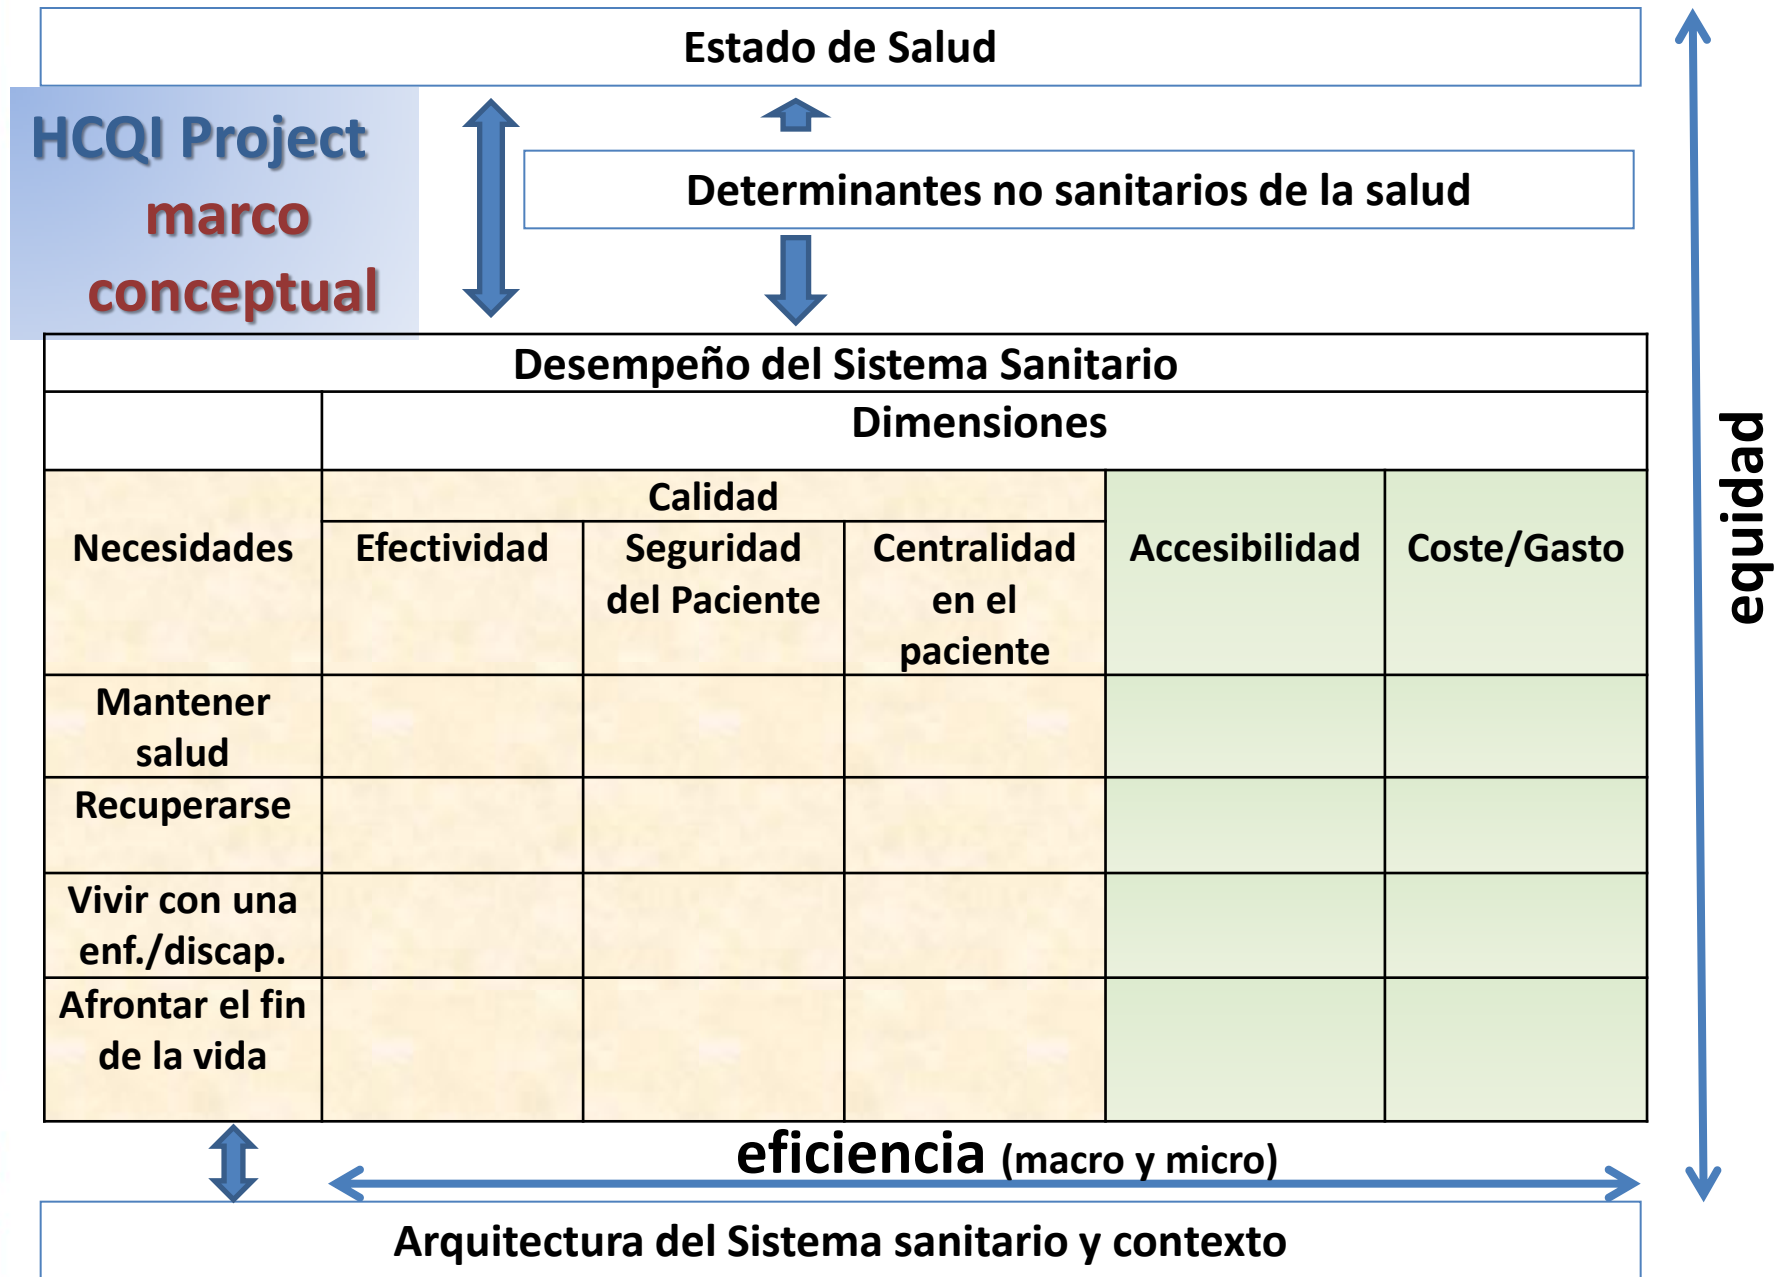 Estado de Salud
HCQI Project
marco
conceptual
Determinantes no sanitarios de la salud
Desempeño del Sistema Sanitario
Dimensiones
Necesidades
Calidad
Efectividad
Seguridad
del Paciente
Centralidad
en el
paciente
Accesibilidad
Coste/Gasto
Mantener
salud
Recuperarse
Vivir con una
enf./discap.
Afrontar el fin
de la vida
equidad
eficiencia (macro y micro)
Arquitectura del Sistema sanitario y contexto